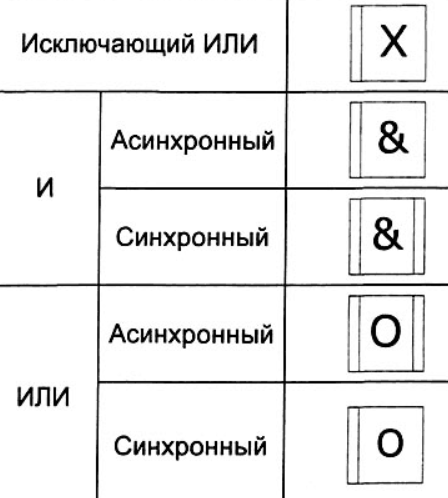 Исключающий ИЛИ X
И
Асинхронный &
Синхронный &
ИЛИ
Асинхронный O
Синхронный O